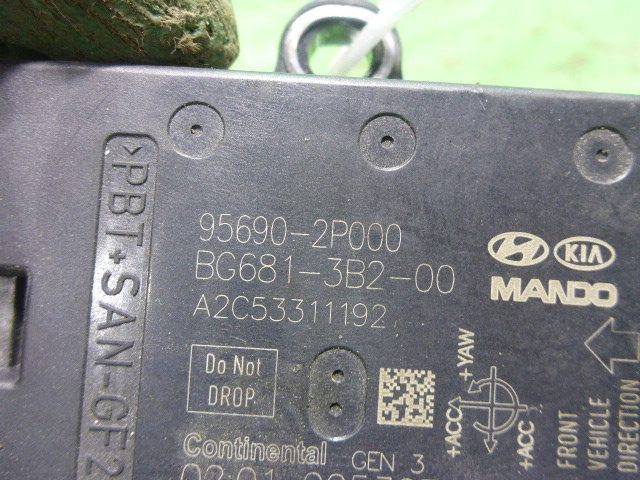 95690-2P000
BG681-3B2-00
A2C53311192
KIA
MANDO
>PBT+SAN-GF2
Do Not
DROP.
+YAW
+ACC
+ACC
FRONT
VEHICLE
DIRECTION
Continental GEN 3